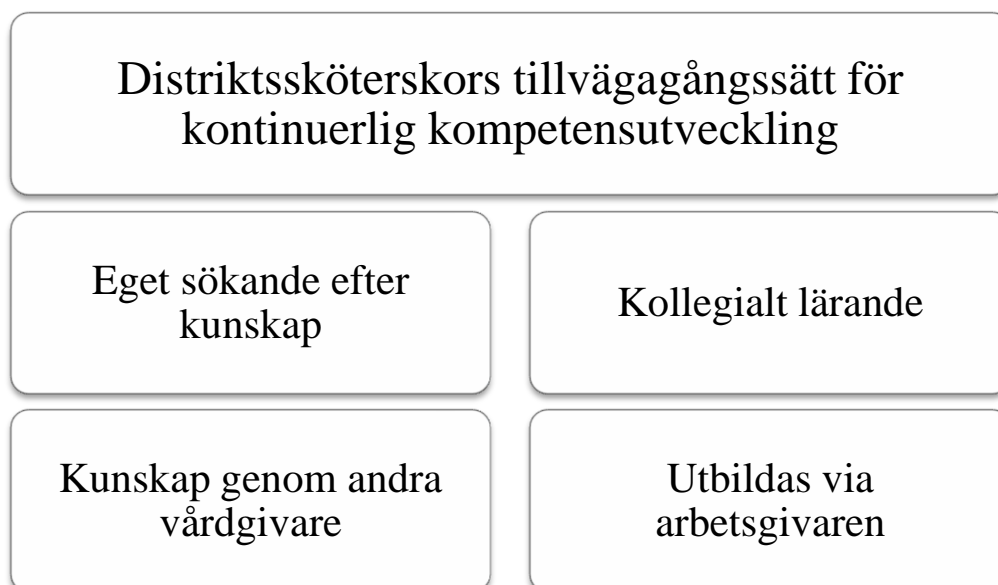 Distriktssköterskors tillvägagångssätt för
kontinuerlig kompetensutveckling
Eget sökande efter
kunskap
Kollegialt lärande
Kunskap genom andra
vårdgivare
Utbildas via
arbetsgivaren